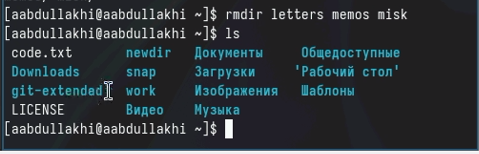 [aabdullakhi@aabdullakhi ~]$ rmdir letters memos misk
[aabdullakhi@aabdullakhi ~]$ ls
code.txt newdir Документы Общедоступные
Downloads snap Загрузки 'Рабочий стол'
git-extended work Изображения Шаблоны
LICENSE Видео Музыка
[aabdullakhi@aabdullakhi ~]$